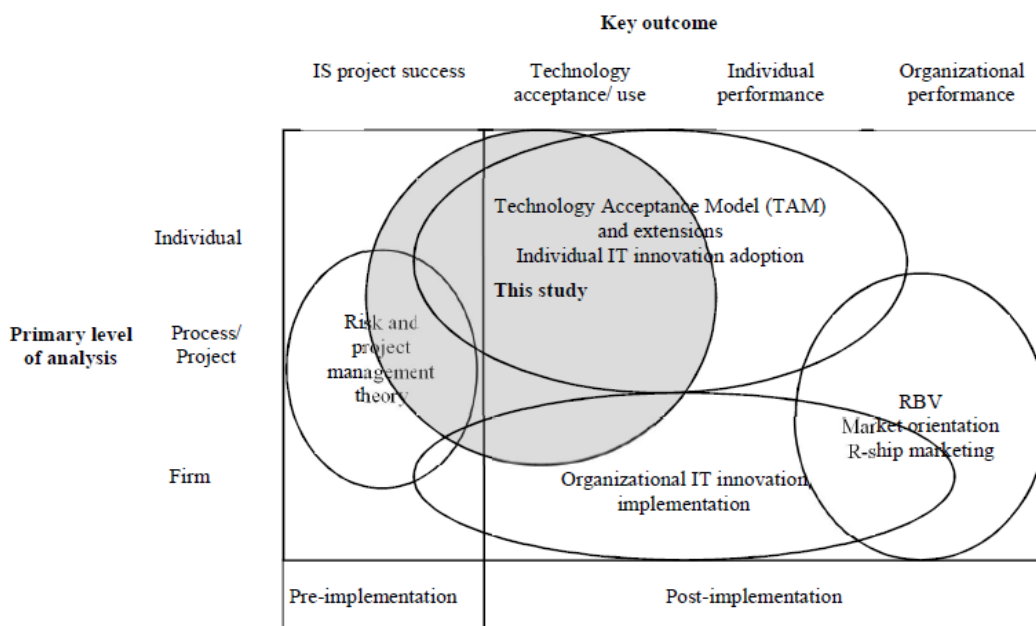 Key outcome
IS project success
Technology
acceptance/ use
Individual
performance
Organizational
performance
Technology Acceptance Model (TAM)
and extensions
Individual IT innovation adoption
Individual
This study
Primary level
of analysis
Process/
Project
Risk and
project
management
theory
RBV
Market orientation
R-ship marketing
Firm
Organizational IT innovation
implementation
Pre-implementation
Post-implementation